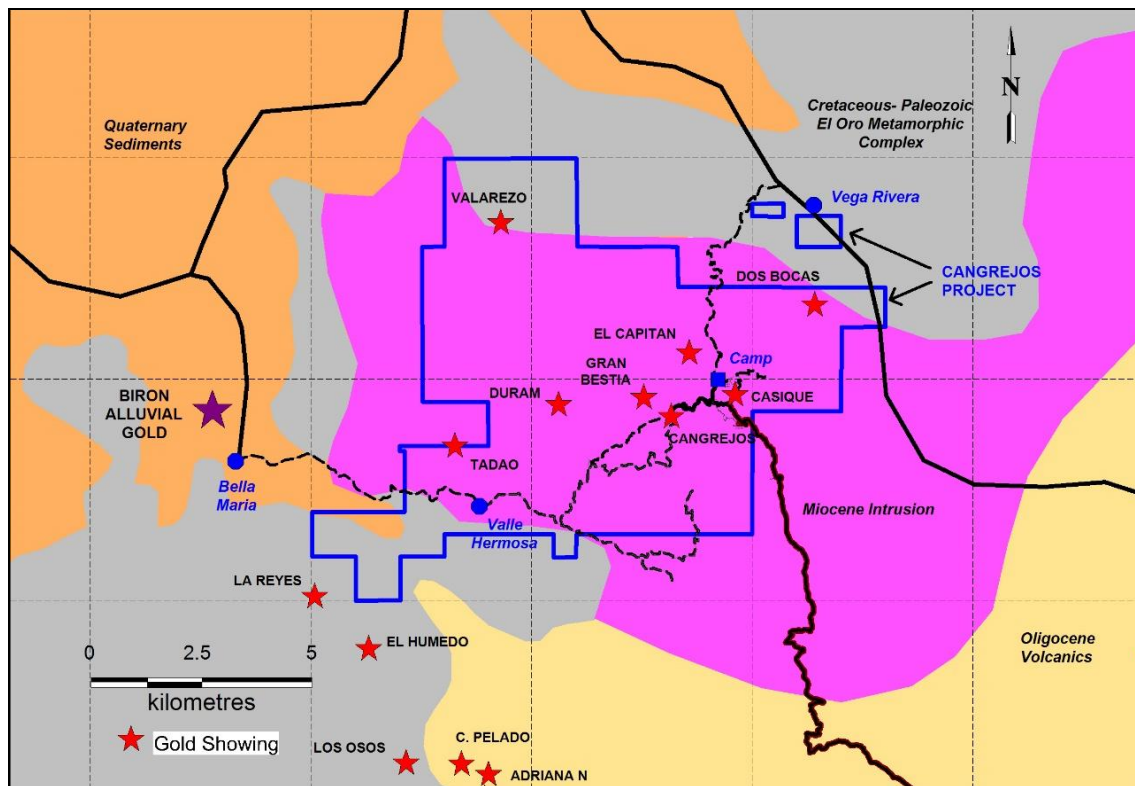 Quaternary
Sediments
Cretaceous- Paleozoic
El Oro Metamorphic
Complex
N
VALAREZO
Vega Rivera
DOS BOCAS
CANGREJOS
PROJECT
EL CAPITAN
Camp
GRAN
BESTIA
DURAM
CASIQUE
BIRON
ALLUVIAL
GOLD
CANGREJOS
TADAO
Bella
Maria
Valle
Hermosa
Miocene Intrusion
LA REYES
EL HUMEDO
Oligocene
Volcanics
0 2.5 5
kilometres
Gold Showing
LOS OSOS
C. PELADO
ADRIANA N